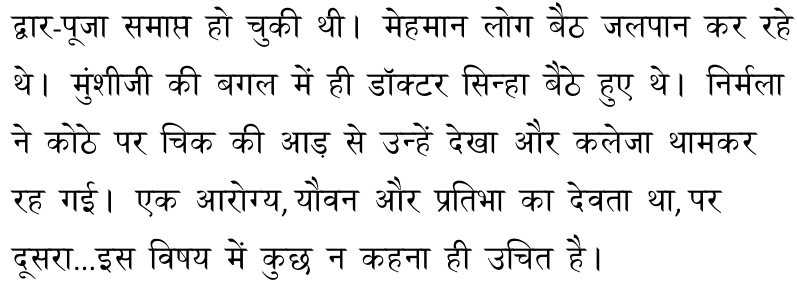 द्वार-पूजा समाप्त हो चुकी थी। मेहमान लोग बैठ जलपान कर रहे
थे। मुंशीजी की बगल में ही डॉक्टर सिन्हा बैठे हुए थे। निर्मला
ने कोठे पर चिक की आड़ से उन्हें देखा और कलेजा थामकर
रह गई। एक आरोग्य, यौवन और प्रतिभा का देवता था, पर
दूसरा...इस विषय में कुछ न कहना ही उचित है।